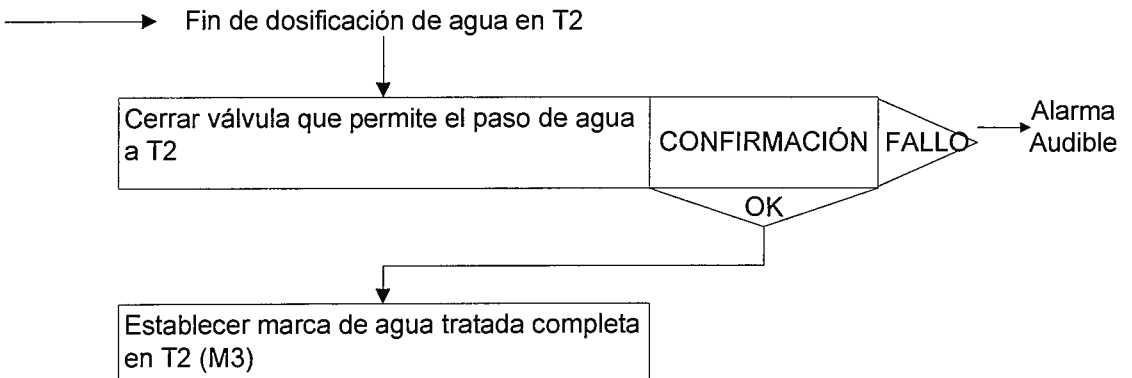 Fin de dosificación de agua en T2
Cerrar válvula que permite el paso de agua
a T2
CONFIRMACIÓN
FALLO
Alarma
Audible
OK
Establecer marca de agua tratada completa
en T2 (M3)